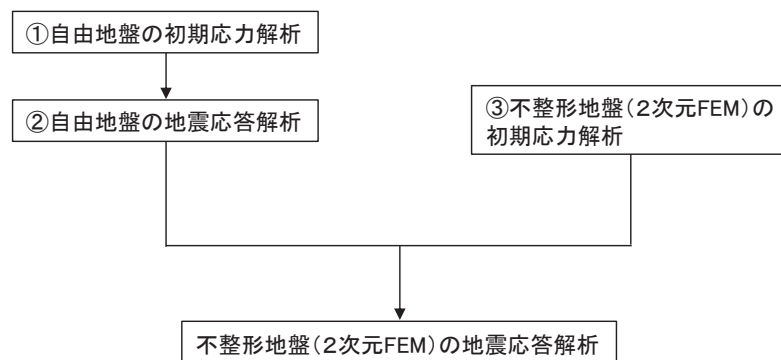 ①自由地盤の初期応力解析
②自由地盤の地震応答解析
③不整形地盤(2次元FEM)の
初期応力解析
不整形地盤(2次元FEM)の地震応答解析